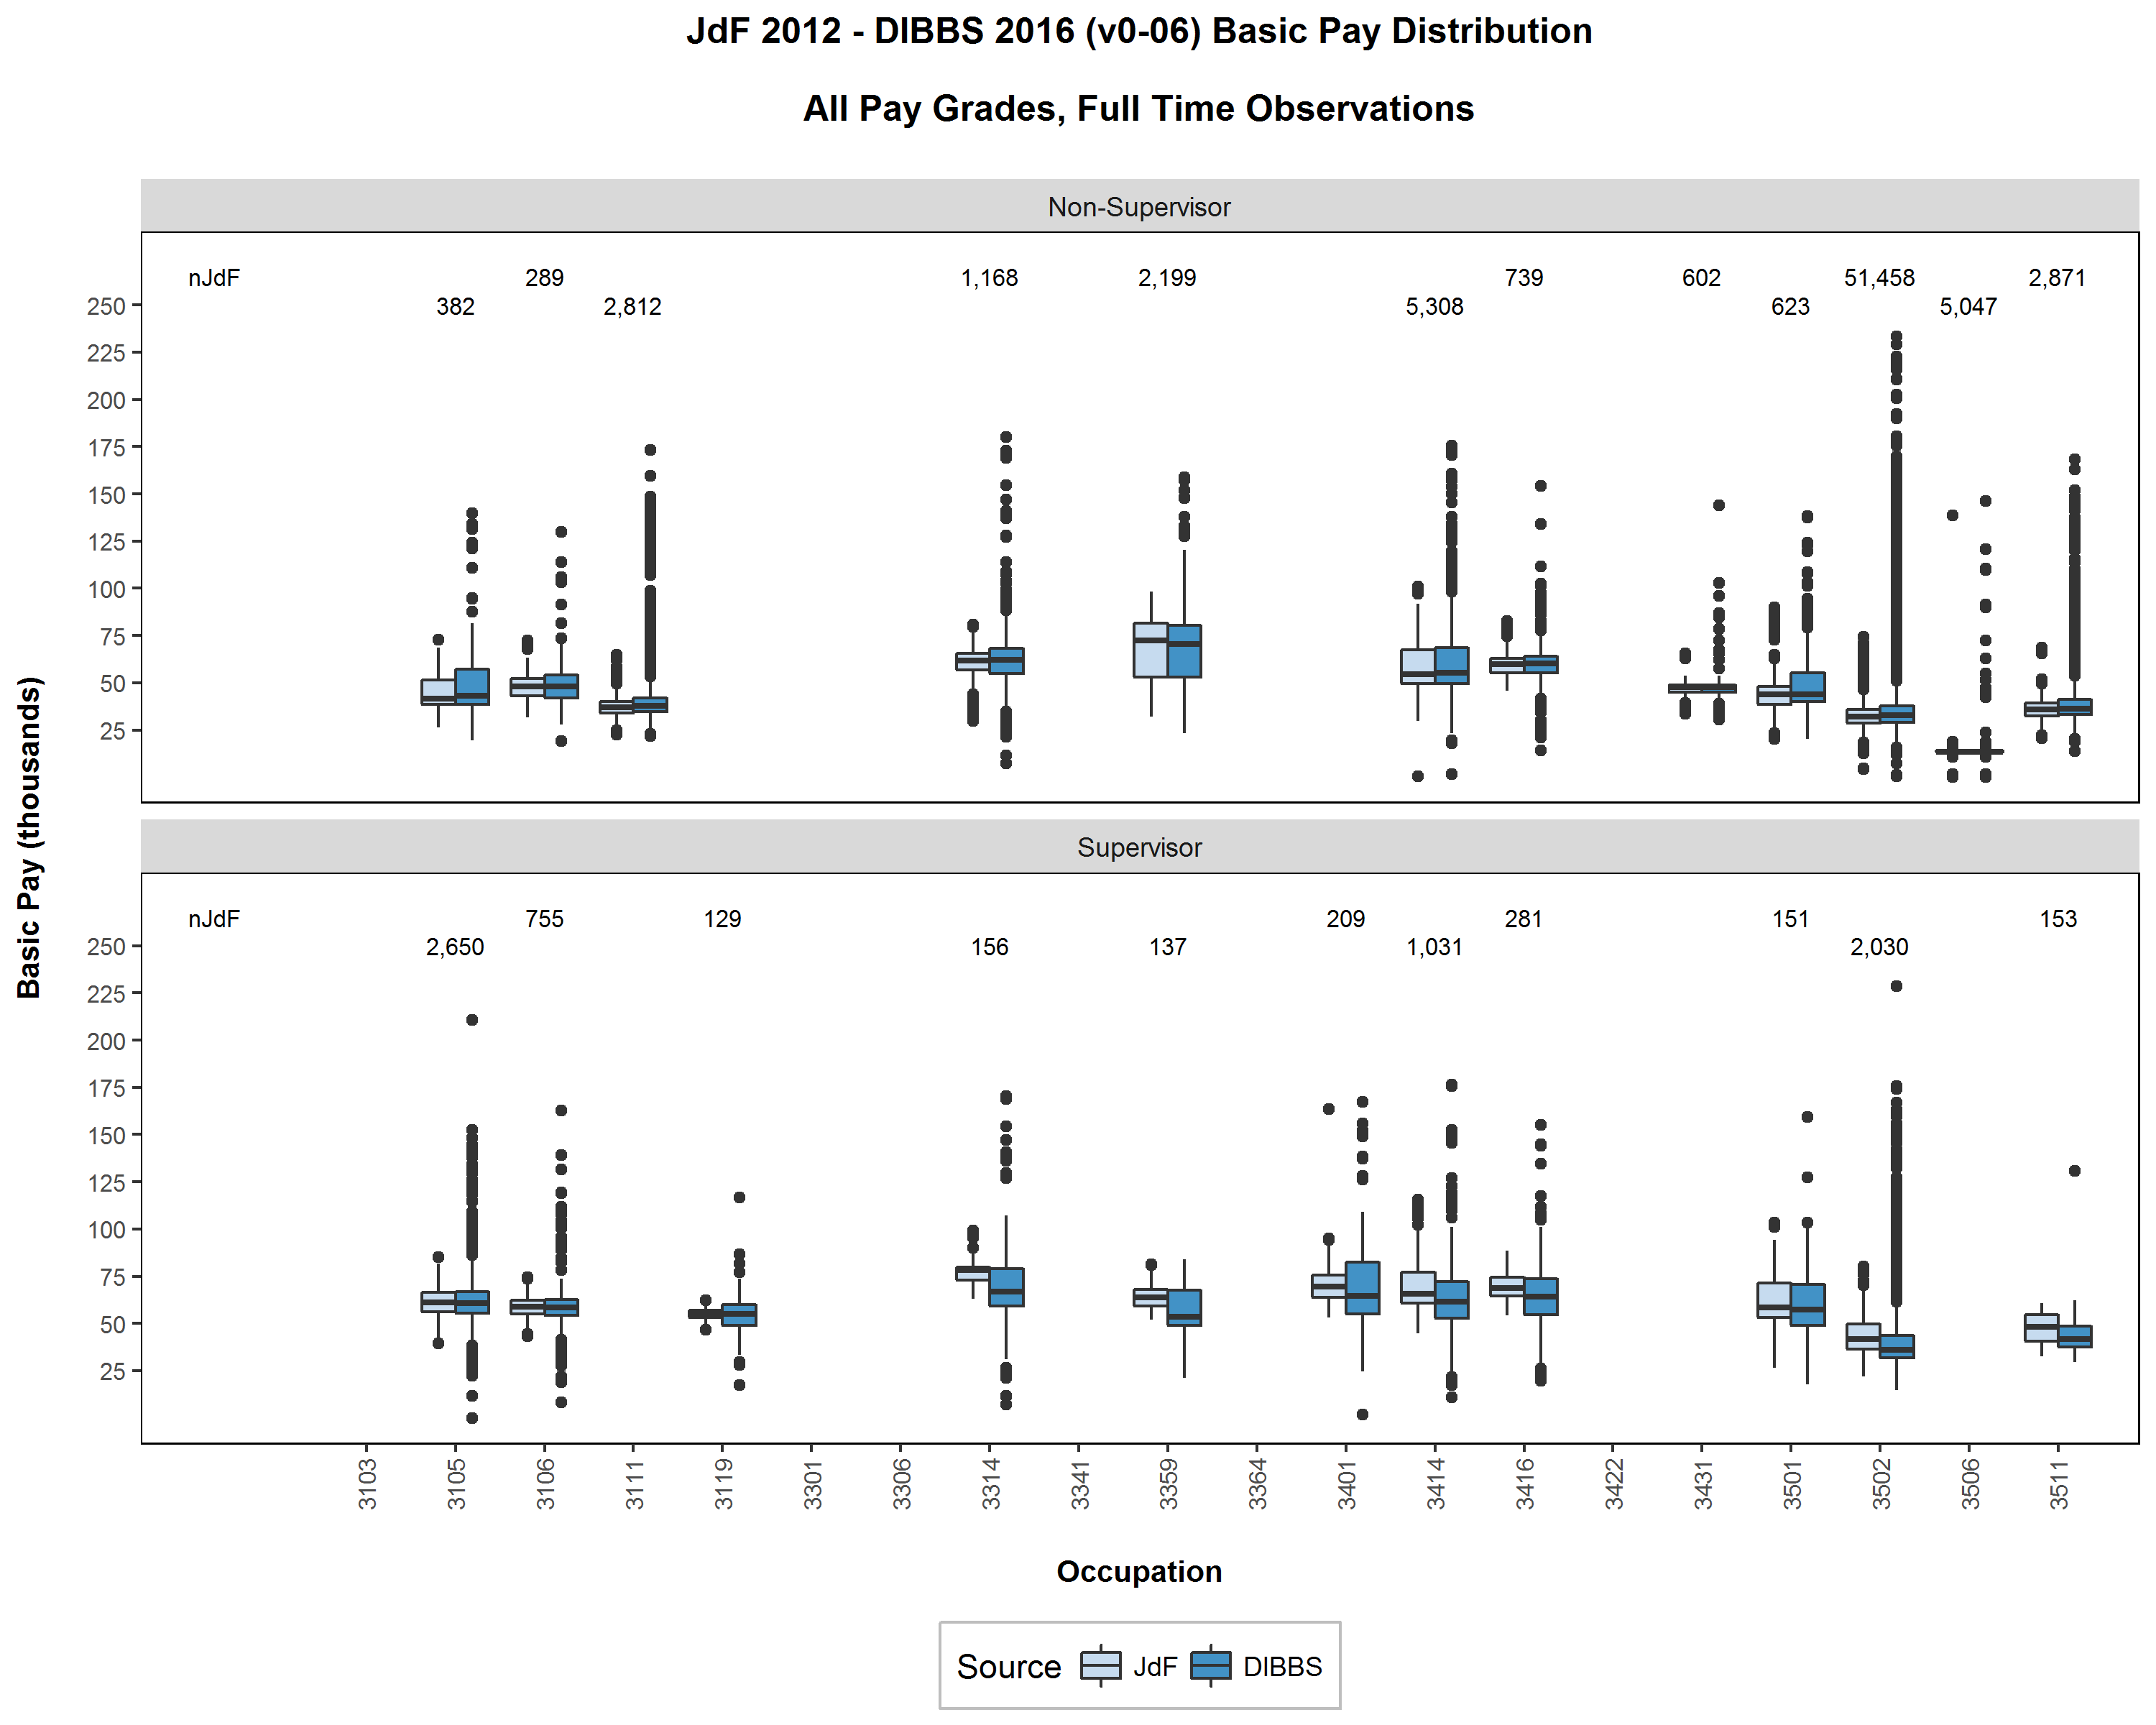 JdF 2012 - DIBBS 2016 (v0-06) Basic Pay Distribution
All Pay Grades, Full Time Observations
Non-Supervisor
nJdF 289 1,168 2,199 739 602 51,458 2,871
382 2,812 5,308 623 5,047
250
225
200
175
150
125
100
75
50
25
Supervisor
nJdF 755 129 209 281 151 153
2,650 156 137 1,031 2,030
250
225
200
175
150
125
100
75
50
25
Basic Pay (thousands)
3103 3105 3106 3111 3119 3301 3306 3314 3341 3359 3364 3401 3414 3416 3422 3431 3501 3502 3506 3511
Occupation
Source JdF DIBBS